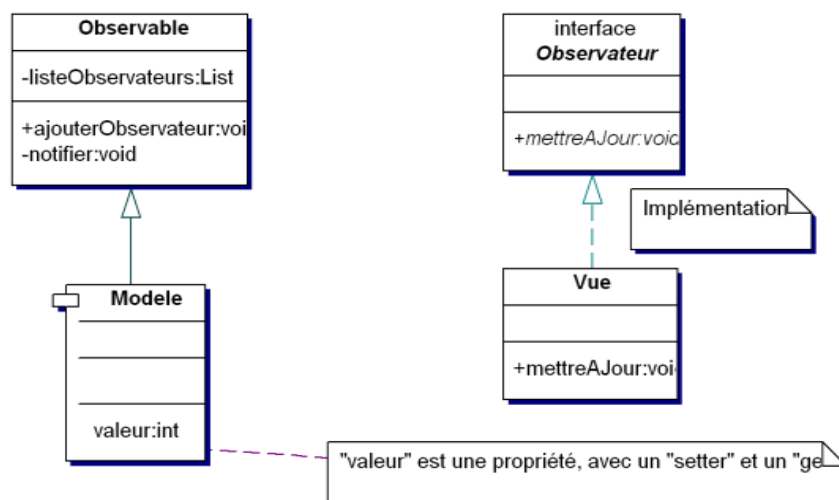 Observable
-listeObservateurs:List
+ajouterObservateur:voi
-notifier:void
interface
Observateur
+mettreAJour:void
Implémentation
Modele
valeur:int
Vue
+mettreAJour:voi
"valeur" est une propriété, avec un "setter" et un "ge